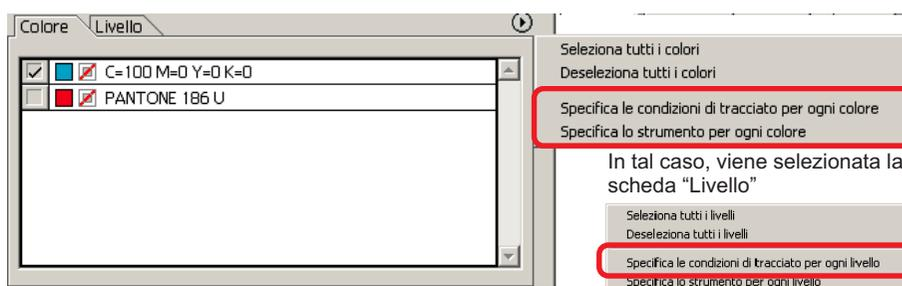 Colore Livello
C=100 M=0 Y=0 K=0
PANTONE 186 U
Seleziona tutti i colori
Deseleziona tutti i colori
Specifica le condizioni di tracciato per ogni colore
Specifica lo strumento per ogni colore
In tal caso, viene selezionata la
scheda “Livello”
Seleziona tutti i livelli
Deseleziona tutti i livelli
Specifica le condizioni di tracciato per ogni livello
Specifica lo strumento per ogni livello